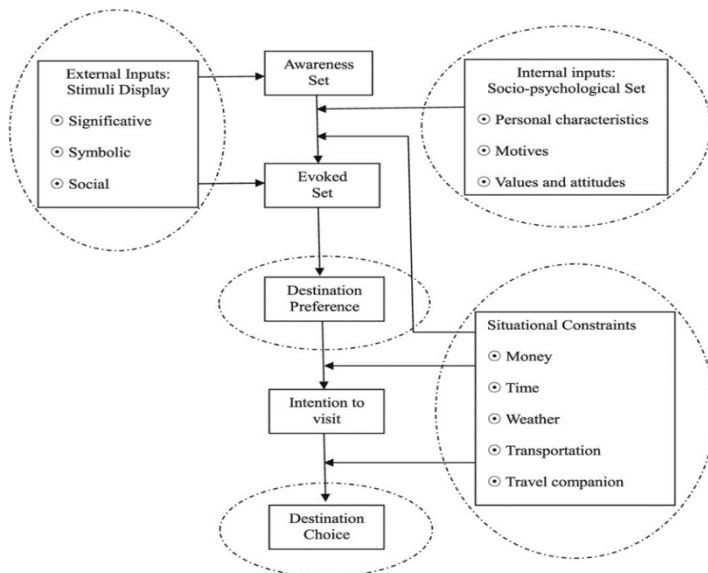 External Inputs:
Stimuli Display
Significative
Symbolic
Social
Awareness
Set
Internal inputs:
Socio-psychological Set
Personal characteristics
Motives
Values and attitudes
Evoked
Set
Destination
Preference
Situational Constraints
Money
Time
Weather
Transportation
Travel companion
Intention to
visit
Destination
Choice